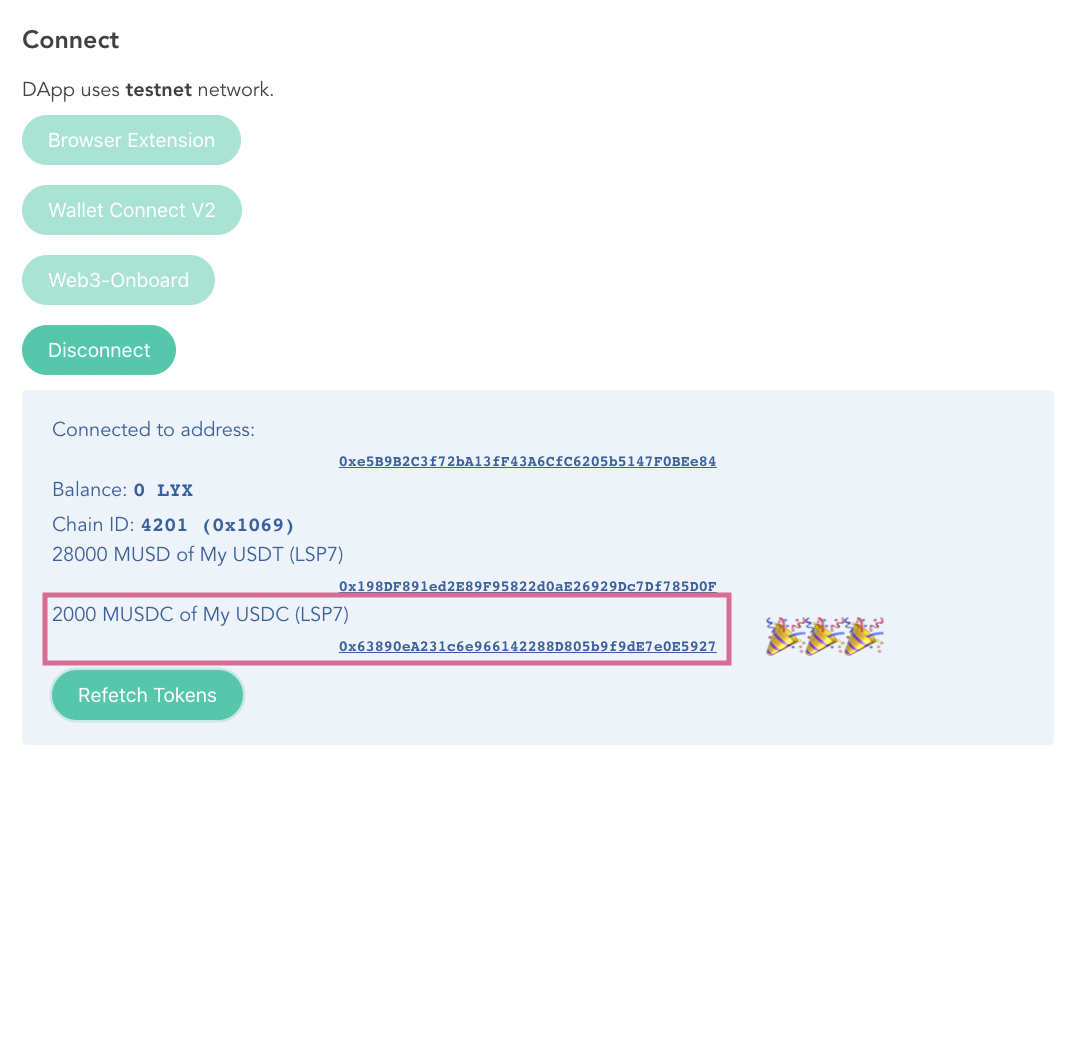 Connect
DApp uses testnet network.
Browser Extension
Wallet Connect V2
Web3-Onboard
Disconnect
Connected to address:
0xe5B9B2C3f72bA13fF43A6CfC6205b5147F0BEe84
Balance: 0 LYX
Chain ID: 4201 (0x1069)
28000 MUSD of My USDT (LSP7)
0x198DF891ed2E89F95822d0aE26929Dc7Df785D0F
2000 MUSDC of My USDC (LSP7)
0x63890eA231c6e966142288D805b9f9dE7e0E5927
Refetch Tokens